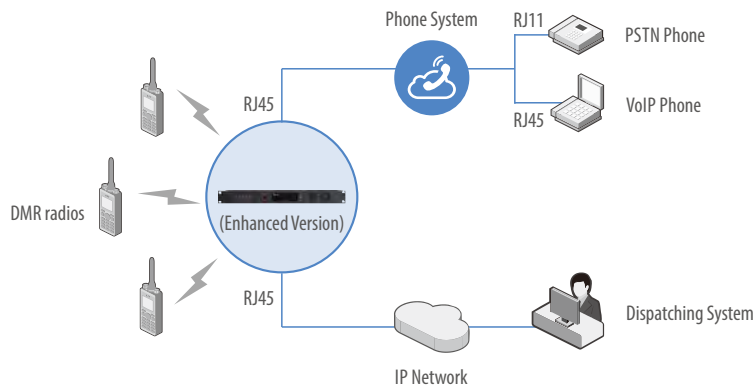 Phone System
RJ11
PSTN Phone
RJ45
RJ45
VoIP Phone
DMR radios
(Enhanced Version)
RJ45
Dispatching System
IP Network